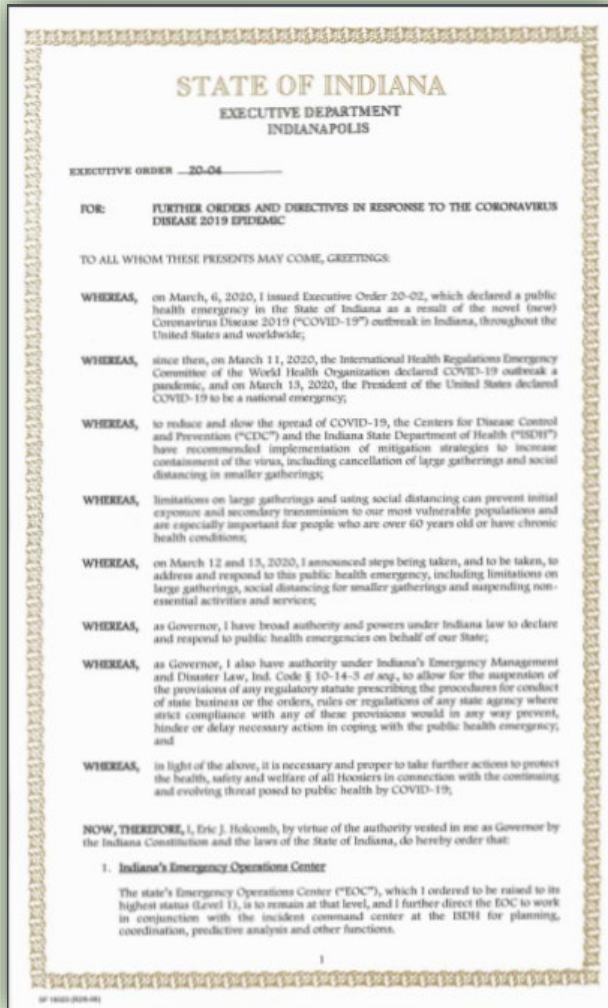 STATE OF INDIANA
EXECUTIVE DEPARTMENT
INDIANAPOLIS
EXECUTIVE ORDER 20-04
FOR: FURTHER ORDERS AND DIRECTIVES IN RESPONSE TO THE CORONAVIRUS
DISEASE 2019 EPIDEMIC
TO ALL WHOM THESE PRESENTS MAY COME, GREETINGS:
WHEREAS, on March, 6, 2020, I issued Executive Order 20-02, which declared a public
health emergency in the State of Indiana as a result of the novel (new)
Coronavirus Disease 2019 ("COVID-19") outbreak in Indiana, throughout the
United States and worldwide;
WHEREAS, since then, on March 11, 2020, the International Health Regulations Emergency
Committee of the World Health Organization declared COVID-19 outbreak a
pandemic, and on March 13, 2020, the President of the United States declared
COVID-19 to be a national emergency;
WHEREAS, to reduce and slow the spread of COVID-19, the Centers for Disease Control
and Prevention ("CDC") and the Indiana State Department of Health ("ISDH")
have recommended implementation of mitigation strategies to increase
containment of the virus, including cancellation of large gatherings and social
distancing in smaller gatherings;
WHEREAS, limitations on large gatherings and using social distancing can prevent initial
exposure and secondary transmission to our most vulnerable populations and
are especially important for people who are over 60 years old or have chronic
health conditions;
WHEREAS, on March 12 and 13, 2020, I announced steps being taken, and to be taken, to
address and respond to this public health emergency, including limitations on
large gatherings, social distancing for smaller gatherings and suspending non-
essential activities and services;
WHEREAS, as Governor, I have broad authority and powers under Indiana law to declare
and respond to public health emergencies on behalf of our State;
WHEREAS, as Governor, I also have authority under Indiana's Emergency Management
and Disaster Law, Ind. Code § 10-14-3 et seq., to allow for the suspension of
the provisions of any regulatory statute prescribing the procedures for conduct
of state business or the orders, rules or regulations of any state agency where
strict compliance with any of these provisions would in any way prevent,
hinder or delay necessary action in coping with the public health emergency;
and
WHEREAS, in light of the above, it is necessary and proper to take further actions to protect
the health, safety and welfare of all Hoosiers in connection with the continuing
and evolving threat posed to public health by COVID-19;
NOW, THEREFORE, I, Eric J. Holcomb, by virtue of the authority vested in me as Governor by
the Indiana Constitution and the laws of the State of Indiana, do hereby order that:
1. Indiana's Emergency Operations Center
The state's Emergency Operations Center ("EOC"), which I ordered to be raised to its
highest status (Level 1), is to remain at that level, and I further direct the EOC to work
in conjunction with the incident command center at the ISDH for planning,
coordination, predictive analysis and other functions.
1